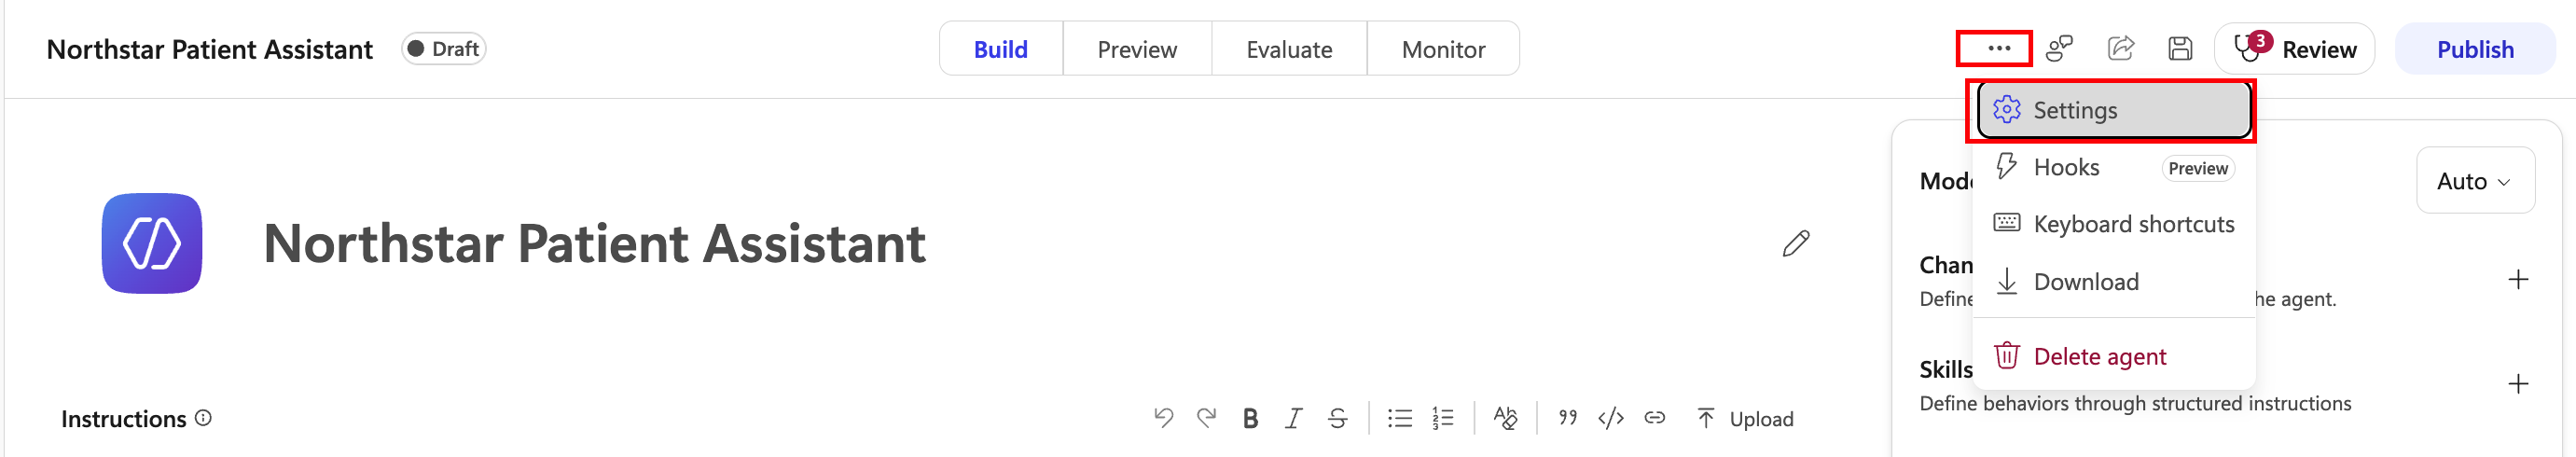 Northstar Patient Assistant
Draft
Build
Preview
Evaluate
Monitor
3
Review
Publish
Settings
Hooks
Preview
Keyboard shortcuts
Download
Delete agent
Auto
Northstar Patient Assistant
Define he agent.
Skills
Define behaviors through structured instructions
Instructions
Upload